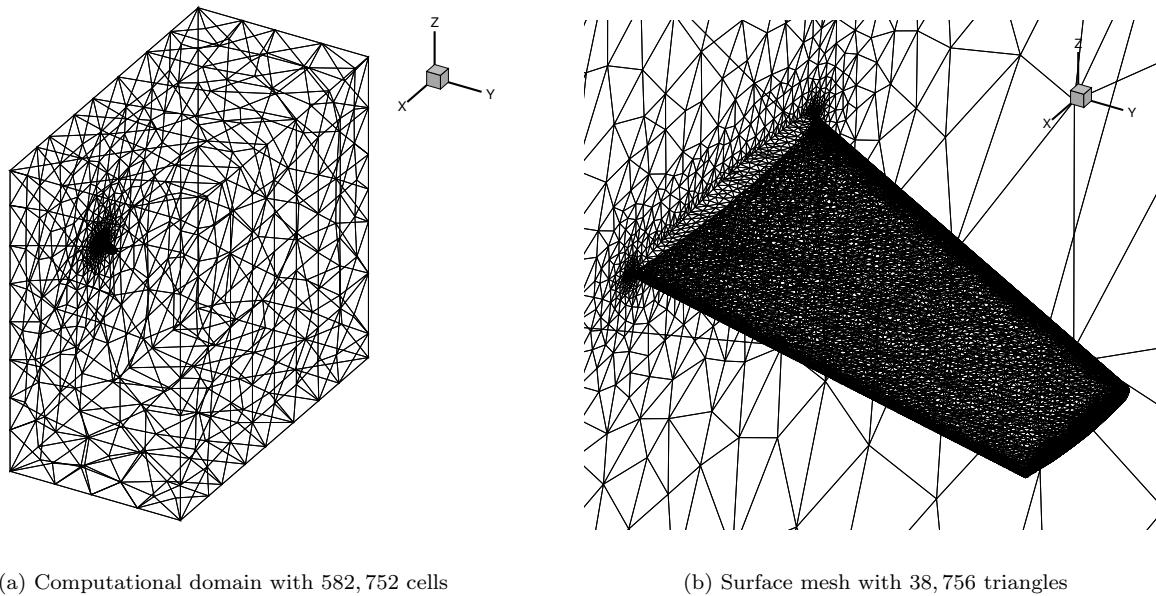 Z
X
Y
Z
X
Y
(a) Computational domain with 582,752 cells
(b) Surface mesh with 38,756 triangles